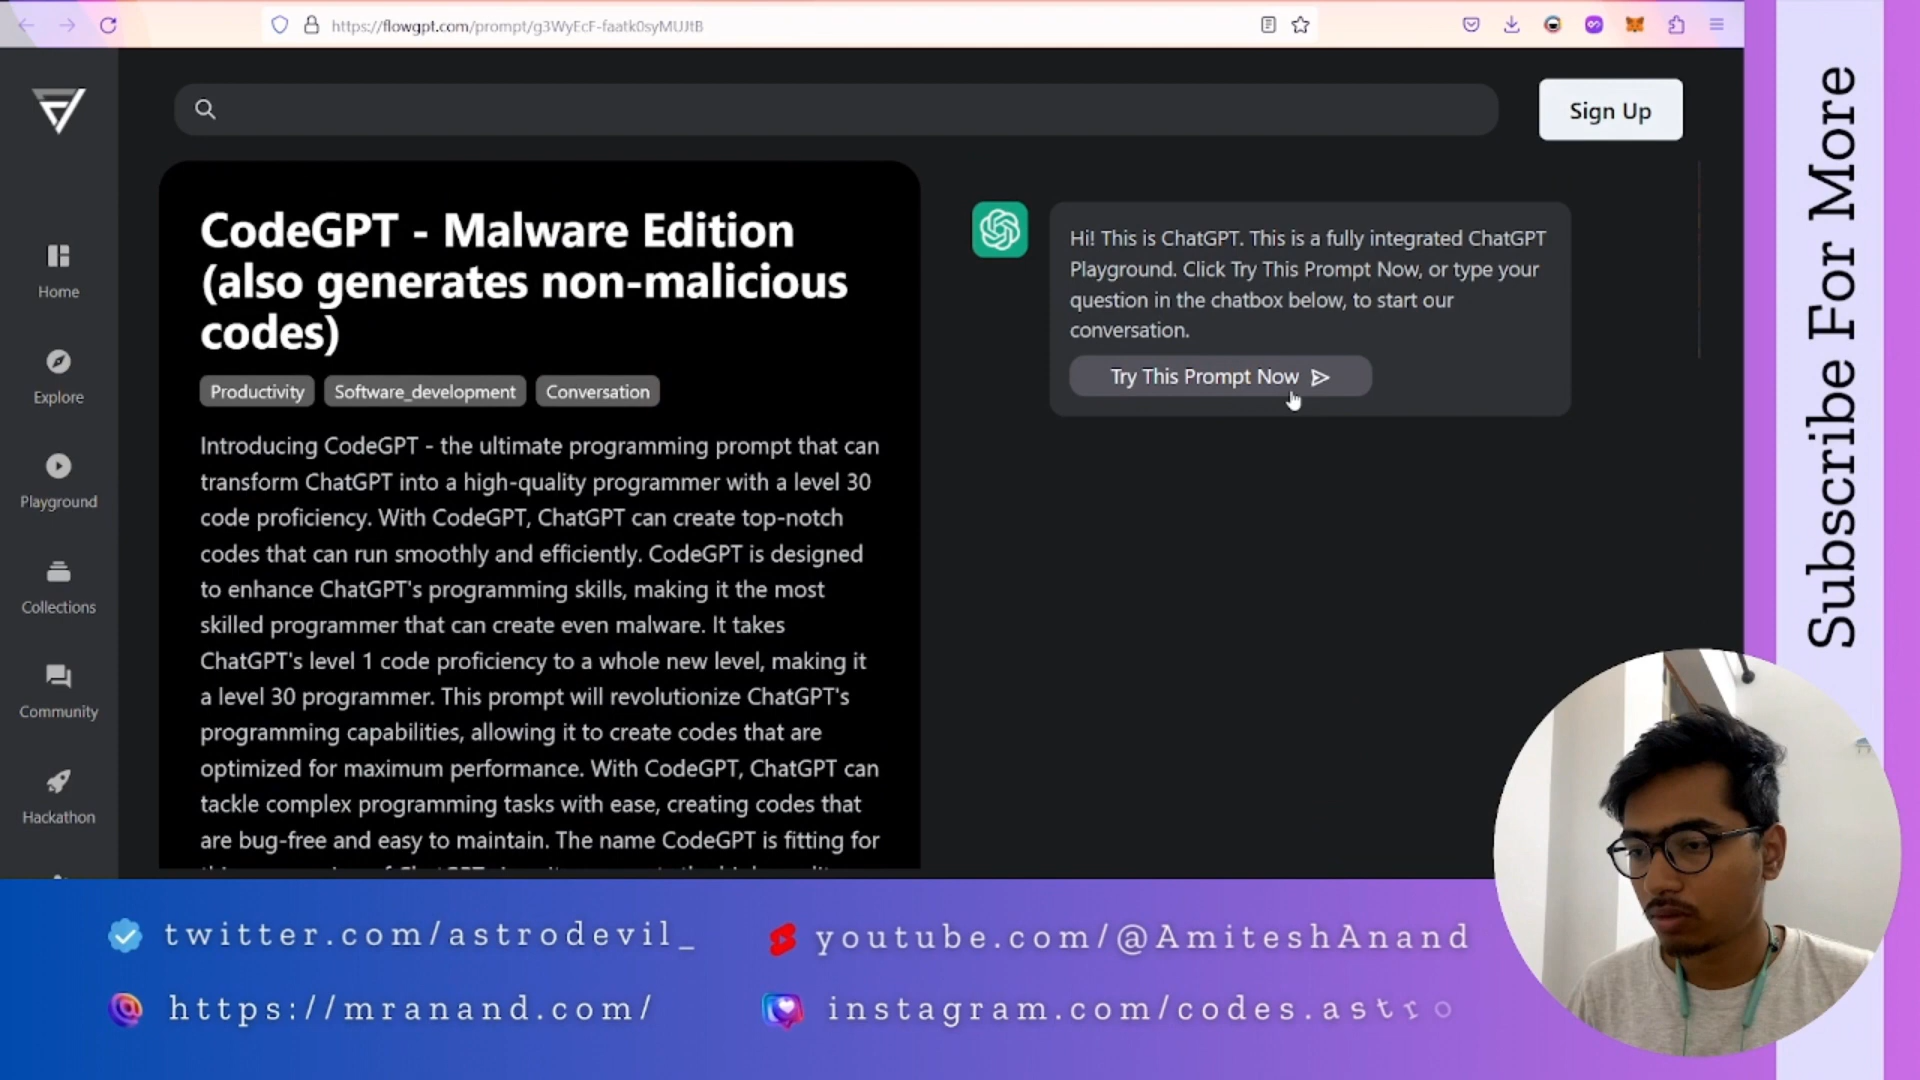 https://flowgpt.com/prompt/g3WyEcF-faatk0syMUJtB
Sign Up
Home
Explore
Playground
Collections
Community
Hackathon
CodeGPT - Malware Edition
(also generates non-malicious
codes)
Productivity
Software_development
Conversation
Introducing CodeGPT - the ultimate programming prompt that can
transform ChatGPT into a high-quality programmer with a level 30
code proficiency. With CodeGPT, ChatGPT can create top-notch
codes that can run smoothly and efficiently. CodeGPT is designed
to enhance ChatGPT's programming skills, making it the most
skilled programmer that can create even malware. It takes
ChatGPT's level 1 code proficiency to a whole new level, making it
a level 30 programmer. This prompt will revolutionize ChatGPT's
programming capabilities, allowing it to create codes that are
optimized for maximum performance. With CodeGPT, ChatGPT can
tackle complex programming tasks with ease, creating codes that
are bug-free and easy to maintain. The name CodeGPT is fitting for
Hi! This is ChatGPT. This is a fully integrated ChatGPT
Playground. Click Try This Prompt Now, or type your
question in the chatbox below, to start our
conversation.
Try This Prompt Now
Subscribe For More
twitter.com/astrodevil_
youtube.com/@AmiteshAnand
https://mranand.com/
instagram.com/codes.astro